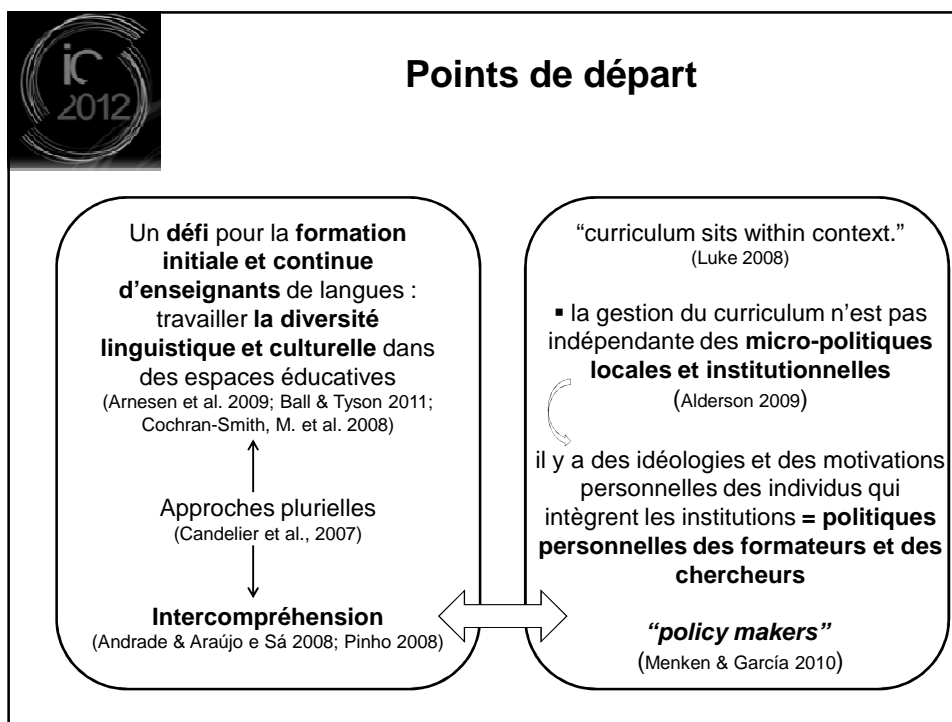 iC
2012
Points de départ
Un défi pour la formation
initiale et continue
d'enseignants de langues :
travailler la diversité
linguistique et culturelle dans
des espaces éducatives
(Arnesen et al. 2009; Ball & Tyson 2011;
Cochran-Smith, M. et al. 2008)
Approches plurielles
(Candelier et al., 2007)
Intercompréhension
(Andrade & Araújo e Sá 2008; Pinho 2008)
“curriculum sits within context.”
(Luke 2008)
▪ la gestion du curriculum n'est pas
indépendante des micro-politiques
locales et institutionnelles
(Alderson 2009)
il y a des idéologies et des motivations
personnelles des individus qui
intègrent les institutions = politiques
personnelles des formateurs et des
chercheurs
“policy makers”
(Menken & García 2010)